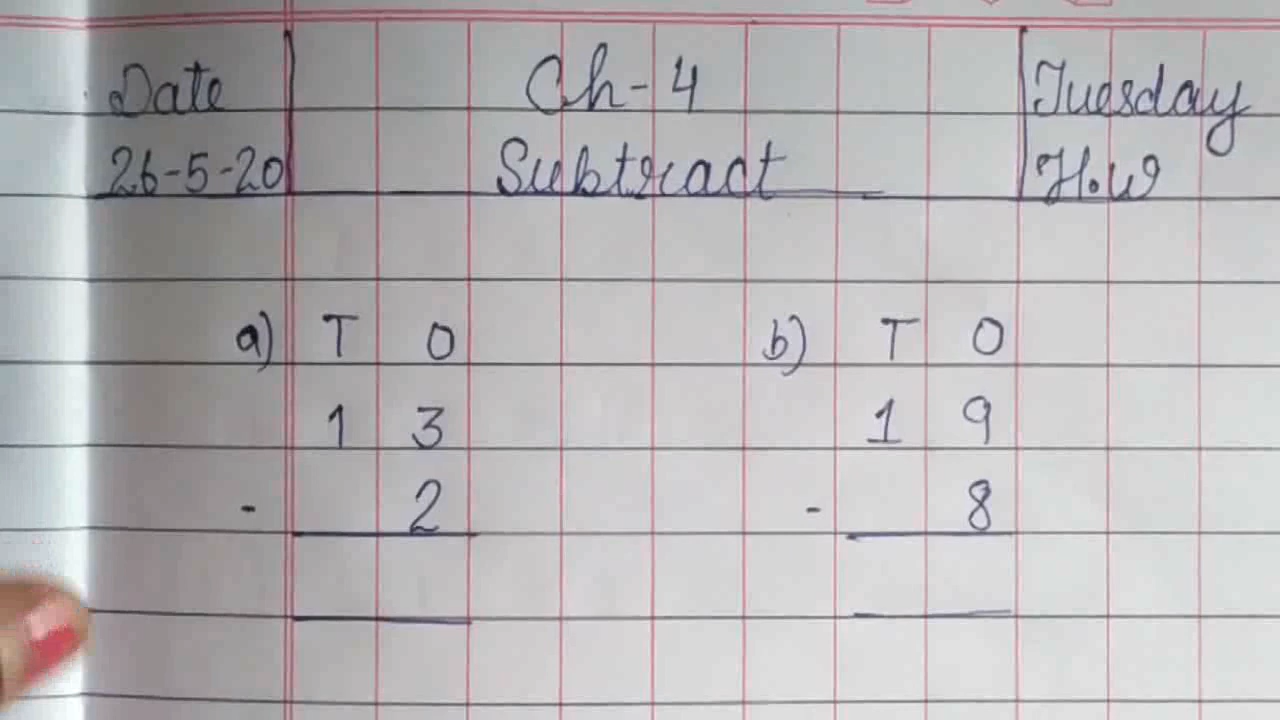 Date Ch-4 Tuesday
26-5-20 Subtract H.W
a) T O b) T O
1 3 1 9
- 2 - 8